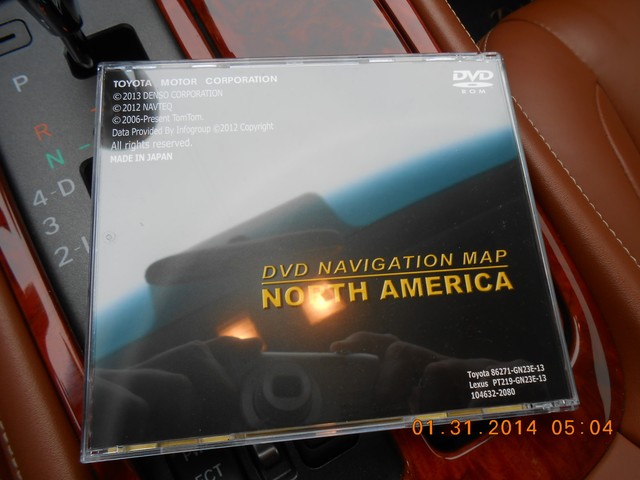 TOYOTA MOTOR CORPORATION
© 2013 DENSO CORPORATION
© 2012 NAVTEQ
© 2006-Present TomTom.
Data Provided By Infogroup ©2012 Copyright
All rights reserved.
MADE IN JAPAN
DVD
ROM
DVD NAVIGATION MAP
NORTH AMERICA
Toyota 86271-GN23E-13
Lexus PT219-GN23E-13
104632-2080
P
R
N
4-D
3
2-L
01.31.2014 05:04